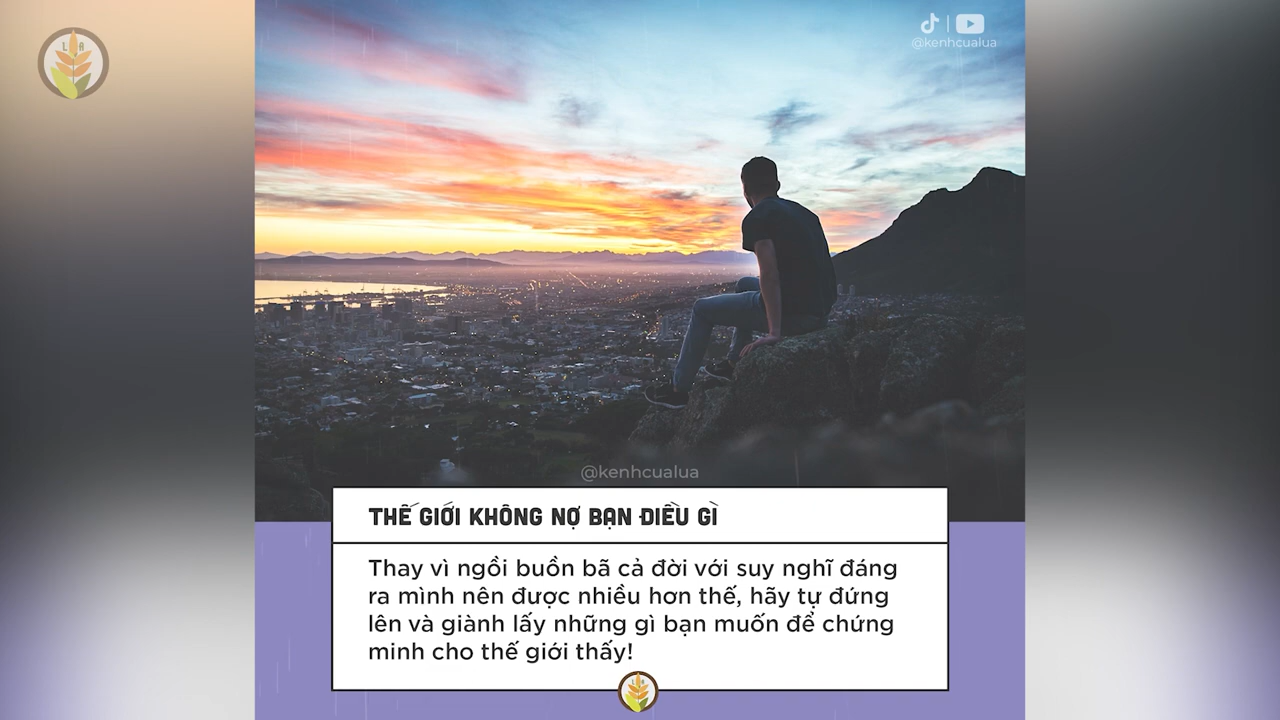 L A
@kenhcualua
@kenhcualua
THẾ GIỚI KHÔNG NỢ BẠN ĐIỀU GÌ
Thay vì ngồi buồn bã cả đời với suy nghĩ đáng
ra mình nên được nhiều hơn thế, hãy tự đứng
lên và giành lấy những gì bạn muốn để chứng
minh cho thế giới thấy!